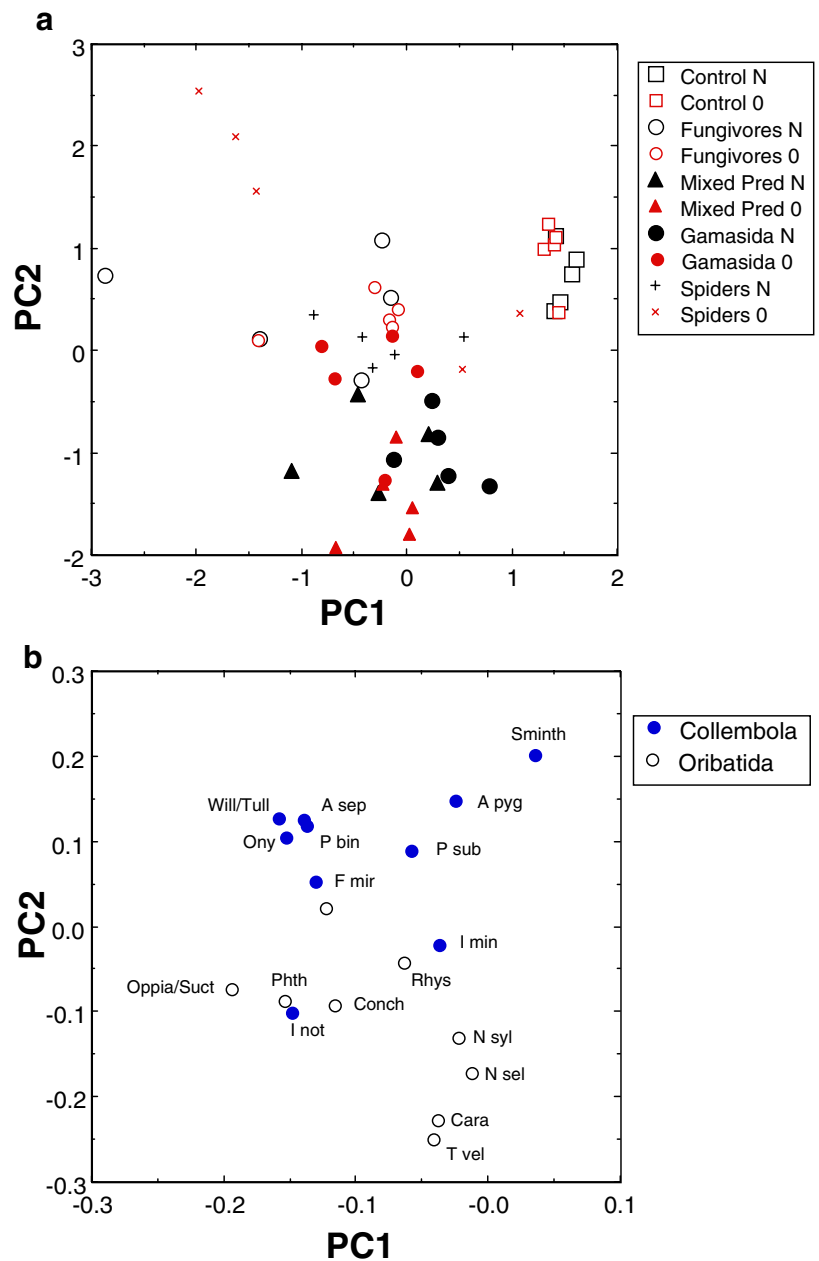 a
3
2
1
0
-1
-2
PC2
-3
-2
-1
0
1
2
PC1
Control N
Control 0
Fungivores N
Fungivores 0
Mixed Pred N
Mixed Pred 0
Gamasida N
Gamasida 0
Spiders N
Spiders 0
b
0.3
0.2
0.1
0.0
-0.1
-0.2
-0.3
PC2
Sminth
Will/Tull
A sep
A pyg
Ony
P bin
P sub
F mir
I min
Oppia/Suct
Phth
Rhys
Conch
I not
N syl
N sel
Cara
T vel
-0.3
-0.2
-0.1
-0.0
0.1
PC1
Collembola
Oribatida